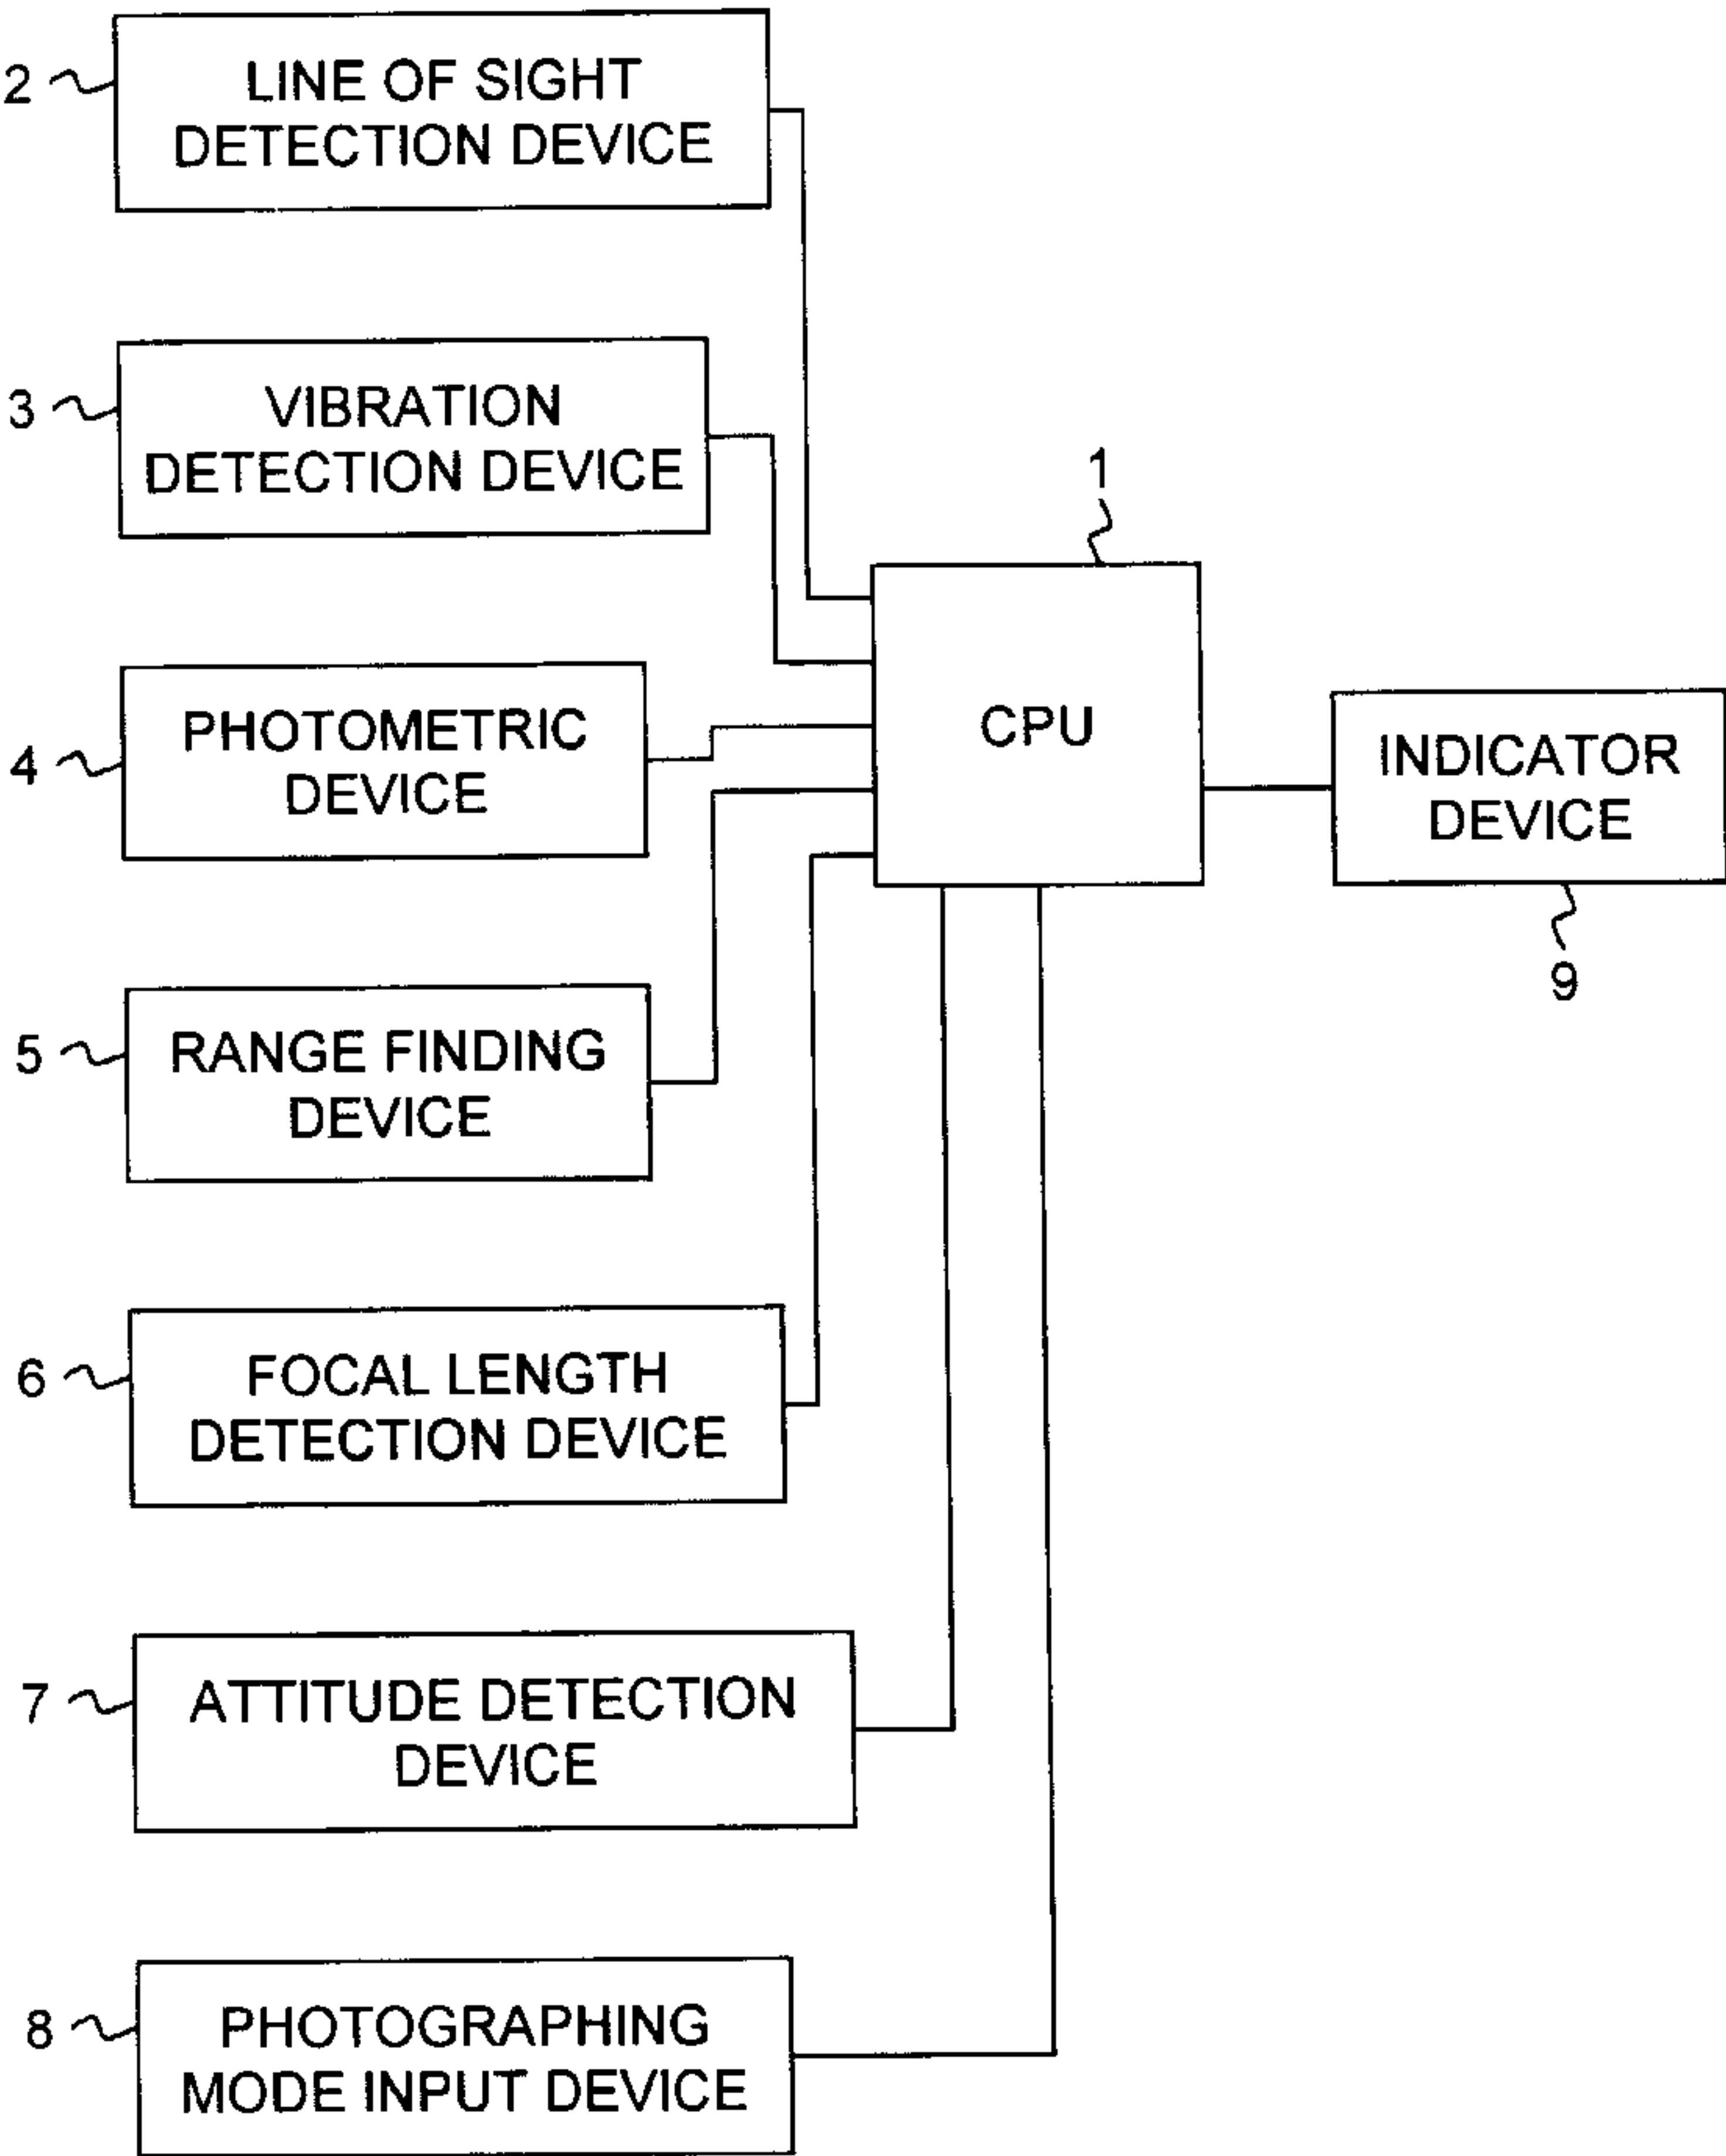 2
LINE OF SIGHT
DETECTION DEVICE
3
VIBRATION
DETECTION DEVICE
1
4
PHOTOMETRIC
DEVICE
CPU
INDICATOR
DEVICE
9
5
RANGE FINDING
DEVICE
6
FOCAL LENGTH
DETECTION DEVICE
7
ATTITUDE DETECTION
DEVICE
8
PHOTOGRAPHING
MODE INPUT DEVICE